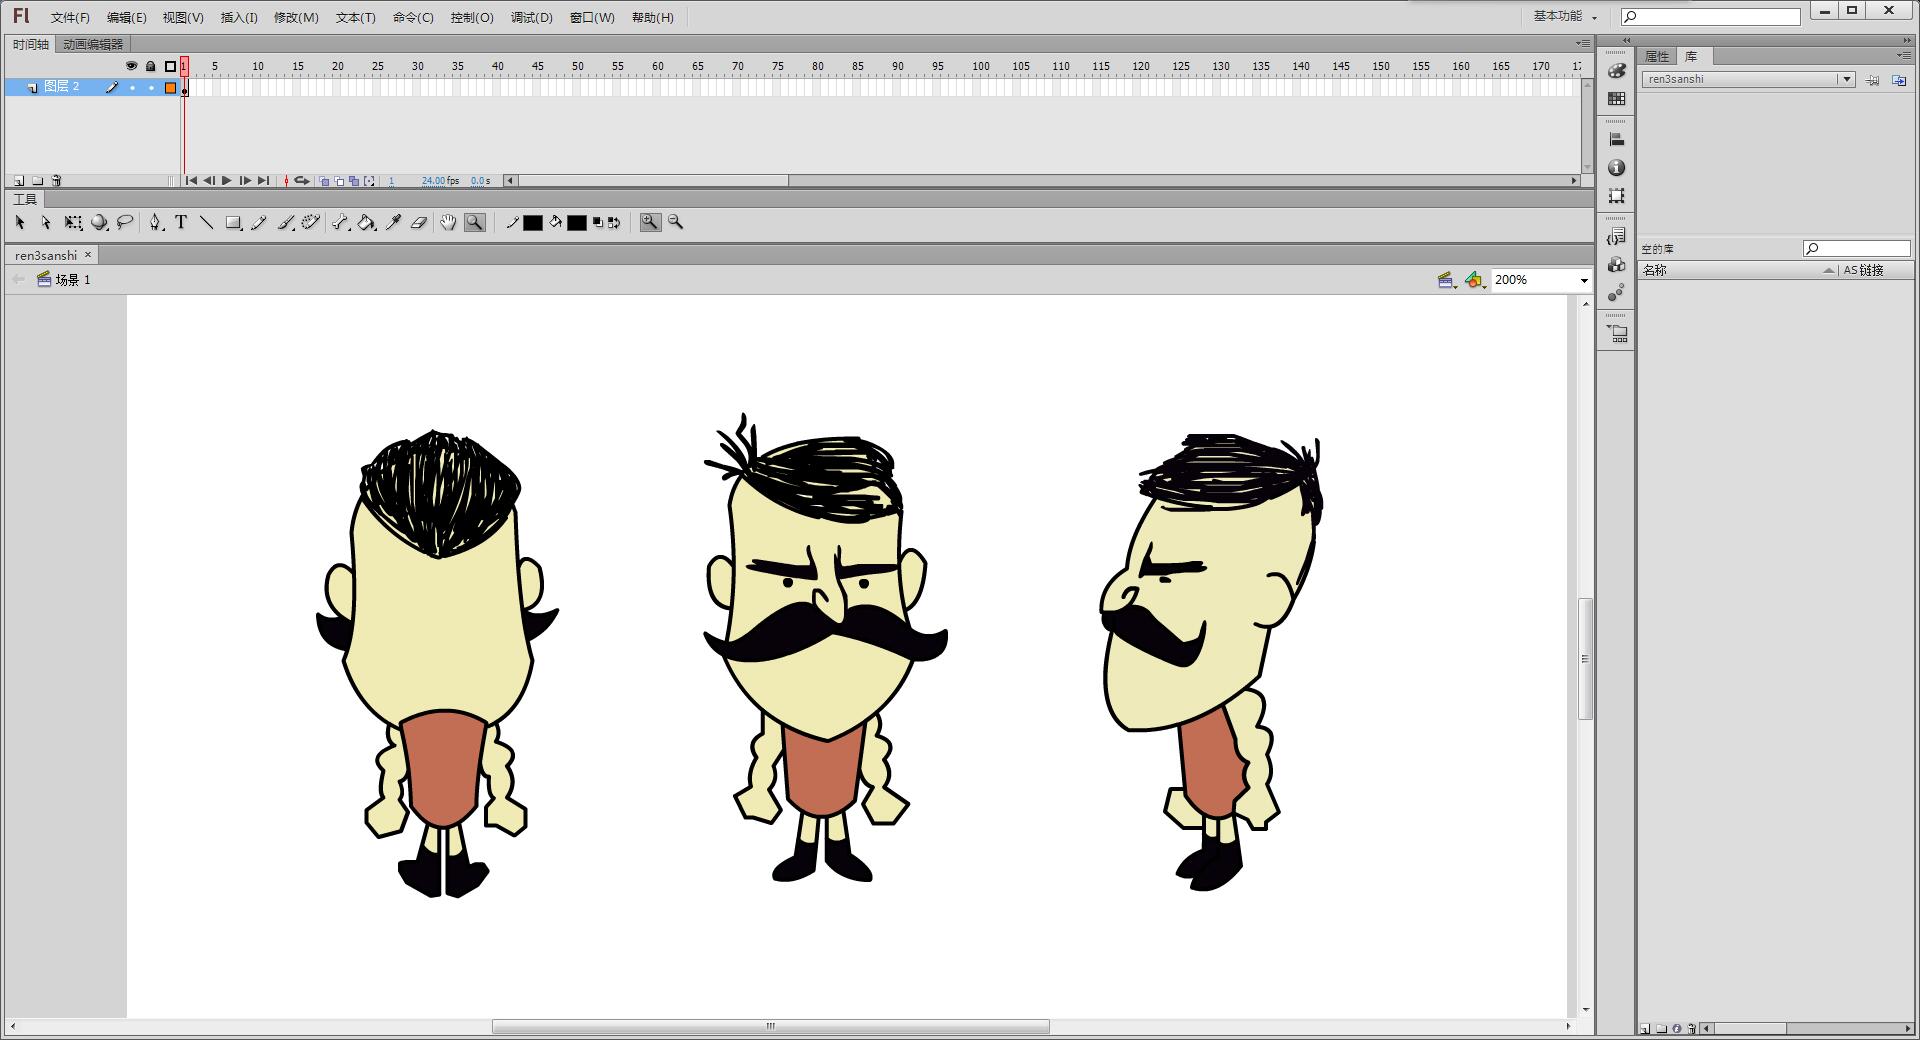 Fl 文件(F) 编辑(E) 视图(V) 插入(I) 修改(M) 文本(T) 命令(C) 控制(O) 调试(D) 窗口(W) 帮助(H) 基本功能
时间轴 动画编辑器
属性 库
1 5 10 15 20 25 30 35 40 45 50 55 60 65 70 75 80 85 90 95 100 105 110 115 120 125 130 135 140 145 150 155 160 165 170 17
图层 2
ren3sanshi
1 24.00 fps 0.0 s
工具
T
ren3sanshi ×
空的库
名称 AS 链接
场景 1 200%